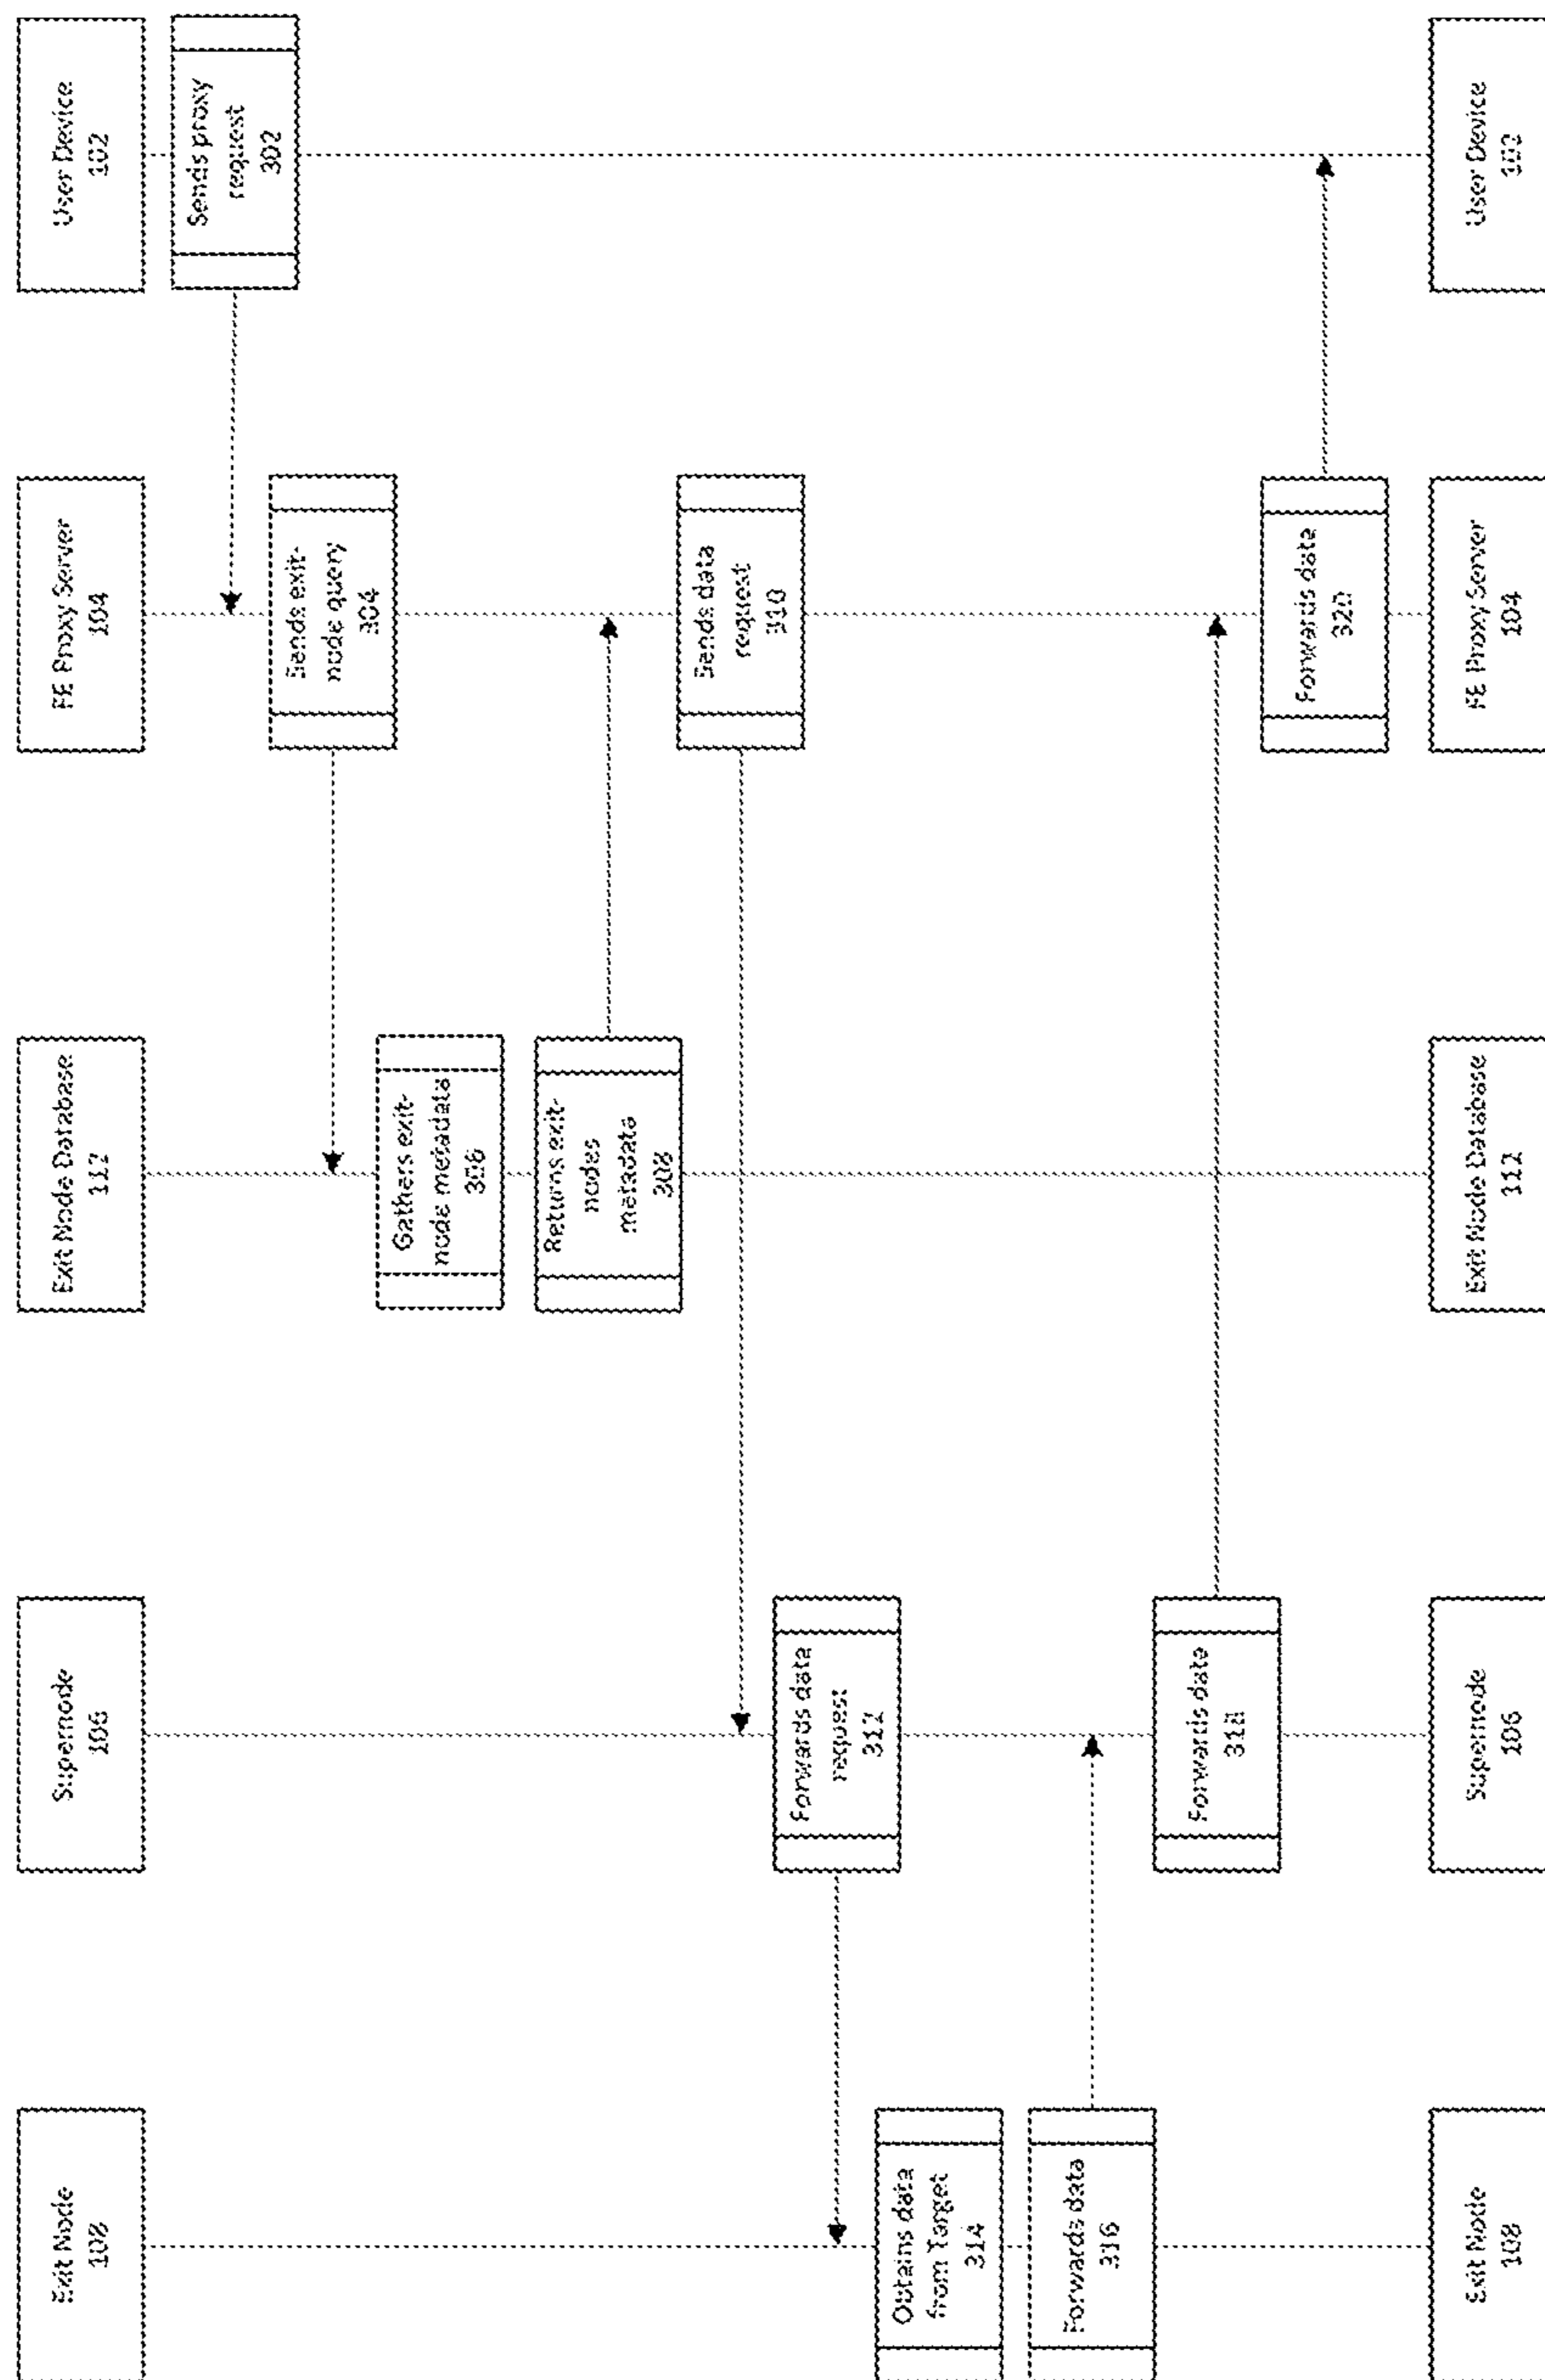 User Device
102
Sends proxy
request
302
FE Proxy Server
104
Sends exit-
node query
304
Sends data
request
310
Forwards data
320
Exit Node Database
112
Gathers exit-
node metadata
306
Returns exit-
nodes
metadata
308
Supernode
106
Forwards data
request
312
Forwards data
318
Exit Node
108
Obtains data
from Target
314
Forwards data
316
User Device
102
FE Proxy Server
104
Exit Node Database
112
Supernode
106
Exit Node
108